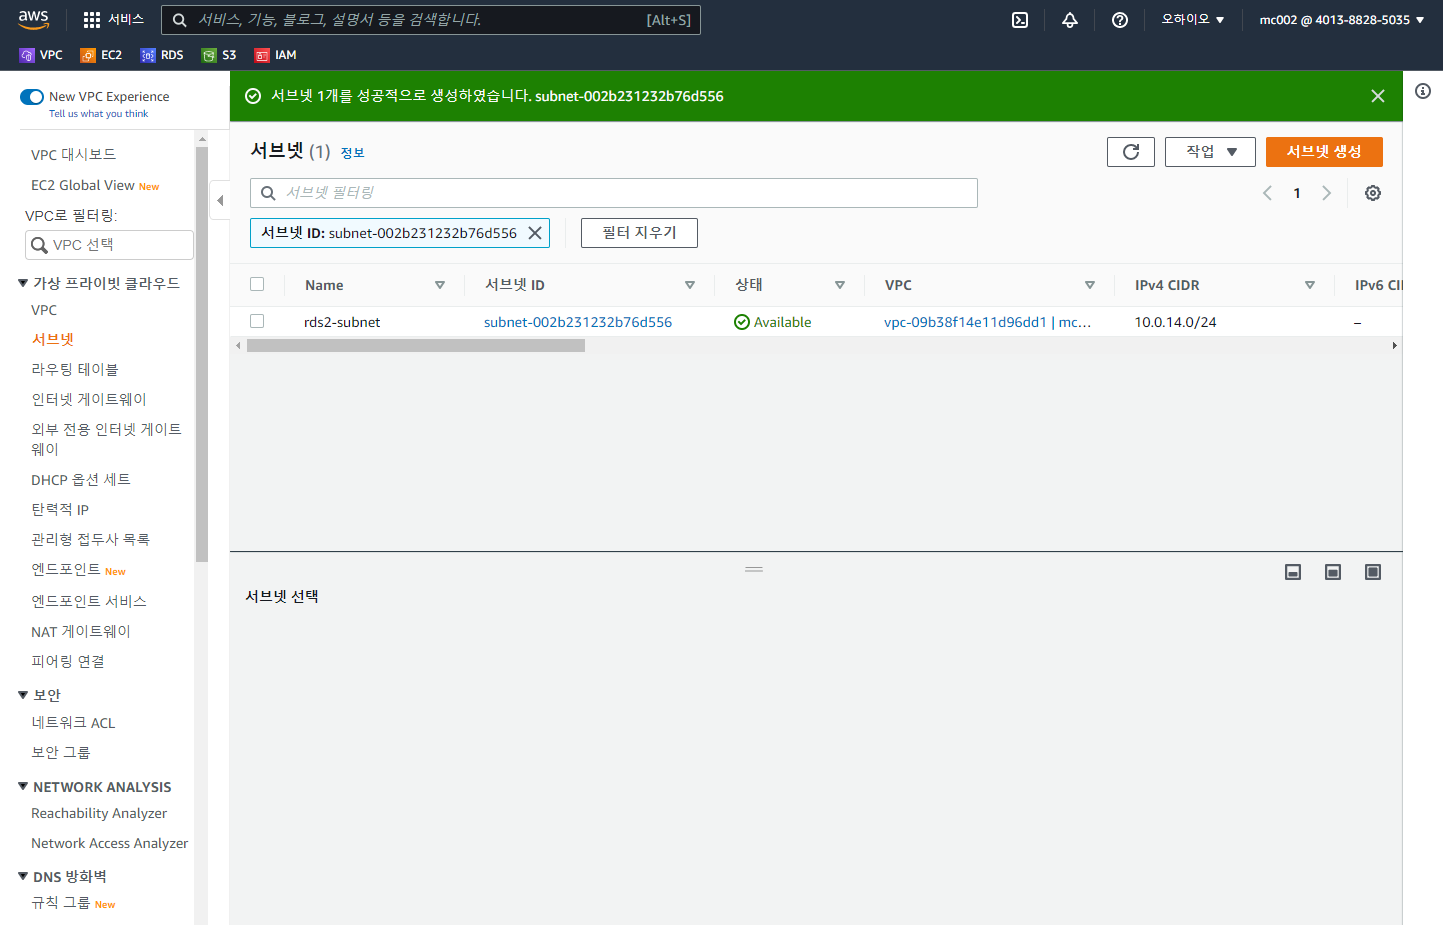 aws
서비스
서비스, 기능, 블로그, 설명서 등을 검색합니다.
[Alt+S]
오하이오 ▼
mc002 @ 4013-8828-5035 ▼
VPC
EC2
RDS
S3
IAM
New VPC Experience
Tell us what you think
VPC 대시보드
EC2 Global View New
VPC로 필터링:
VPC 선택
가상 프라이빗 클라우드
VPC
서브넷
라우팅 테이블
인터넷 게이트웨이
외부 전용 인터넷 게이트
웨이
DHCP 옵션 세트
탄력적 IP
관리형 접두사 목록
엔드포인트 New
엔드포인트 서비스
NAT 게이트웨이
피어링 연결
보안
네트워크 ACL
보안 그룹
NETWORK ANALYSIS
Reachability Analyzer
Network Access Analyzer
DNS 방화벽
규칙 그룹 New
서브넷 1개를 성공적으로 생성하였습니다. subnet-002b231232b76d556
서브넷 (1) 정보
작업 ▼
서브넷 생성
서브넷 필터링
1
서브넷 ID: subnet-002b231232b76d556
필터 지우기
Name
서브넷 ID
상태
VPC
IPv4 CIDR
IPv6 CI
rds2-subnet
subnet-002b231232b76d556
Available
vpc-09b38f14e11d96dd1 | mc...
10.0.14.0/24
–
서브넷 선택